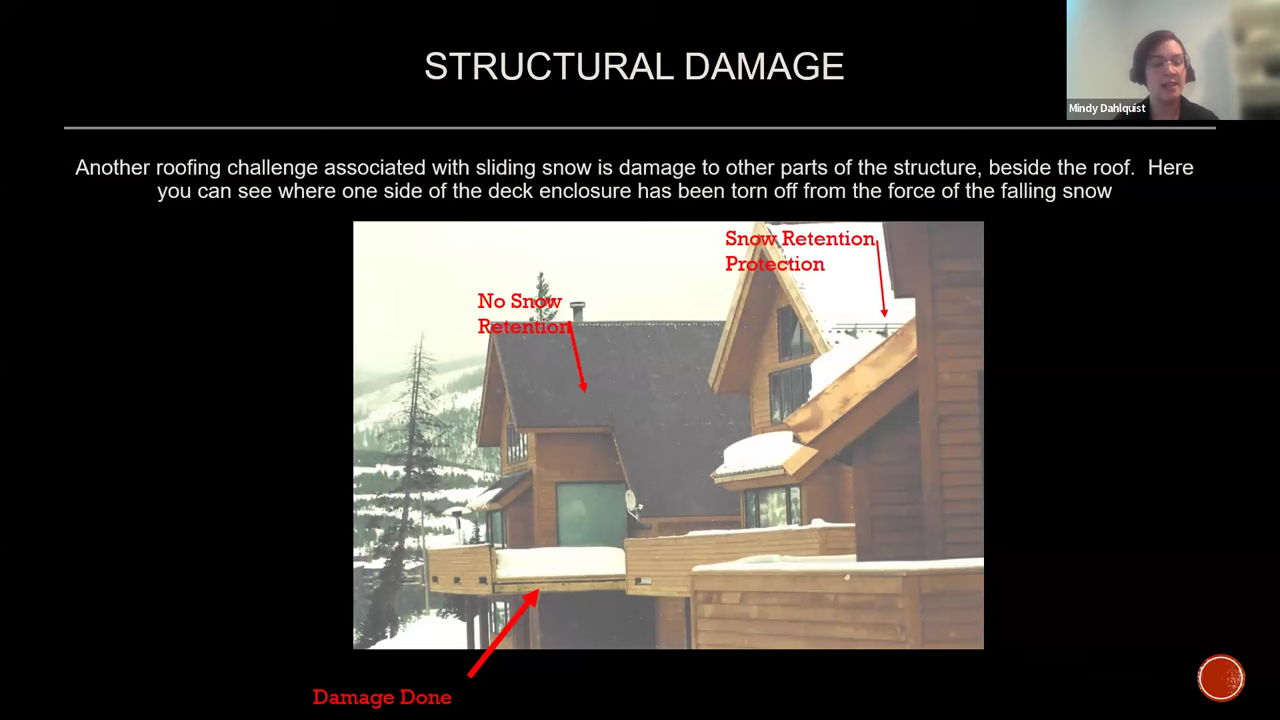 STRUCTURAL DAMAGE
Mindy Dahlquist
Another roofing challenge associated with sliding snow is damage to other parts of the structure, beside the roof.  Here
you can see where one side of the deck enclosure has been torn off from the force of the falling snow
Snow Retention
Protection
No Snow
Retention
Damage Done